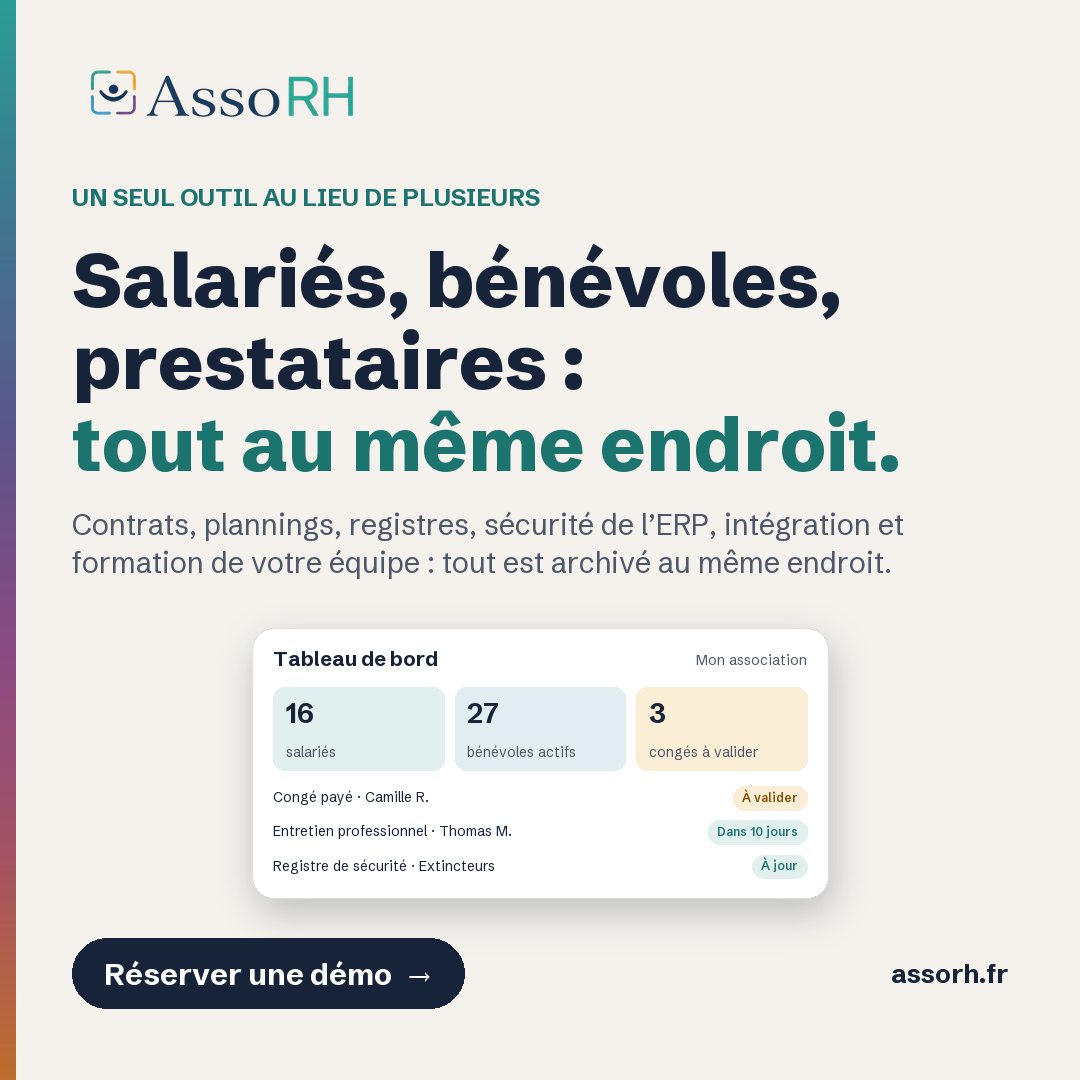 AssoRH
UN SEUL OUTIL AU LIEU DE PLUSIEURS
Salariés, bénévoles,
prestataires :
tout au même endroit.
Contrats, plannings, registres, sécurité de l’ERP, intégration et
formation de votre équipe : tout est archivé au même endroit.
Tableau de bord
Mon association
16
salariés
27
bénévoles actifs
3
congés à valider
Congé payé · Camille R.
À valider
Entretien professionnel · Thomas M.
Dans 10 jours
Registre de sécurité · Extincteurs
À jour
Réserver une démo →
assorh.fr